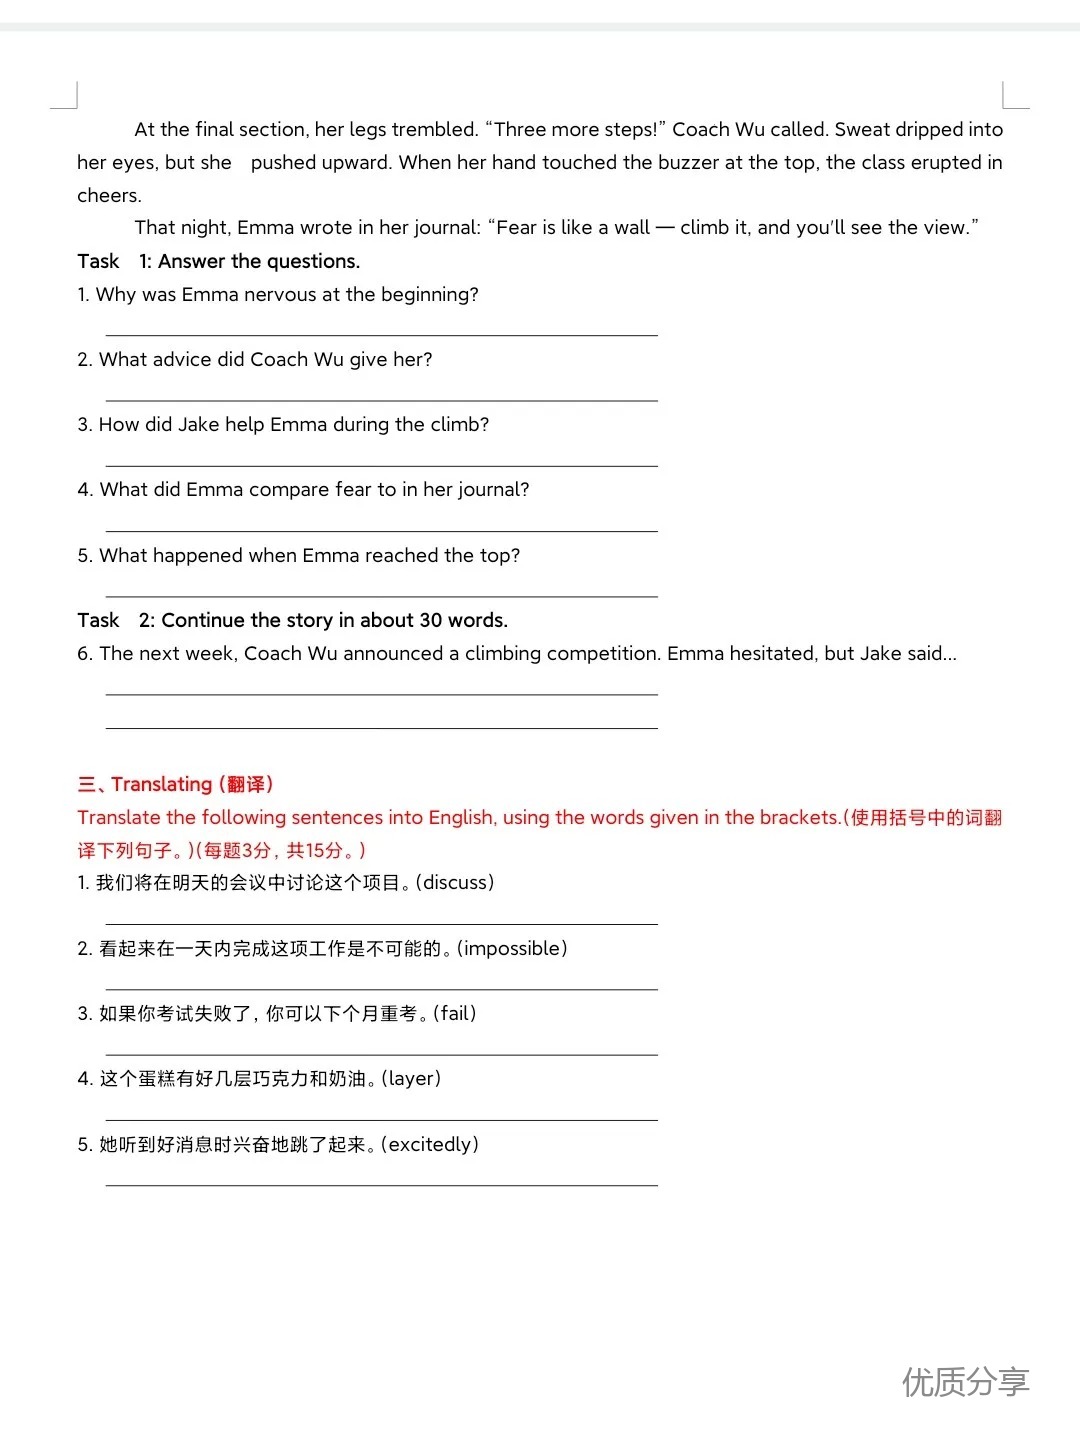 At the final section, her legs trembled. “Three more steps!” Coach Wu called. Sweat dripped into
her eyes, but she pushed upward. When her hand touched the buzzer at the top, the class erupted in
cheers.
That night, Emma wrote in her journal: “Fear is like a wall — climb it, and you'll see the view.”
Task 1: Answer the questions.
1. Why was Emma nervous at the beginning?
2. What advice did Coach Wu give her?
3. How did Jake help Emma during the climb?
4. What did Emma compare fear to in her journal?
5. What happened when Emma reached the top?
Task 2: Continue the story in about 30 words.
6. The next week, Coach Wu announced a climbing competition. Emma hesitated, but Jake said...
三、Translating (翻译)
Translate the following sentences into English, using the words given in the brackets.(使用括号中的词翻
译下列句子。)(每题3分，共15分。)
1. 我们将在明天的会议中讨论这个项目。(discuss)
2. 看起来在一天内完成这项工作是不可能的。(impossible)
3. 如果你考试失败了，你可以下个月重考。(fail)
4. 这个蛋糕有好几层巧克力和奶油。(layer)
5. 她听到好消息时兴奋地跳了起来。(excitedly)
优质分享